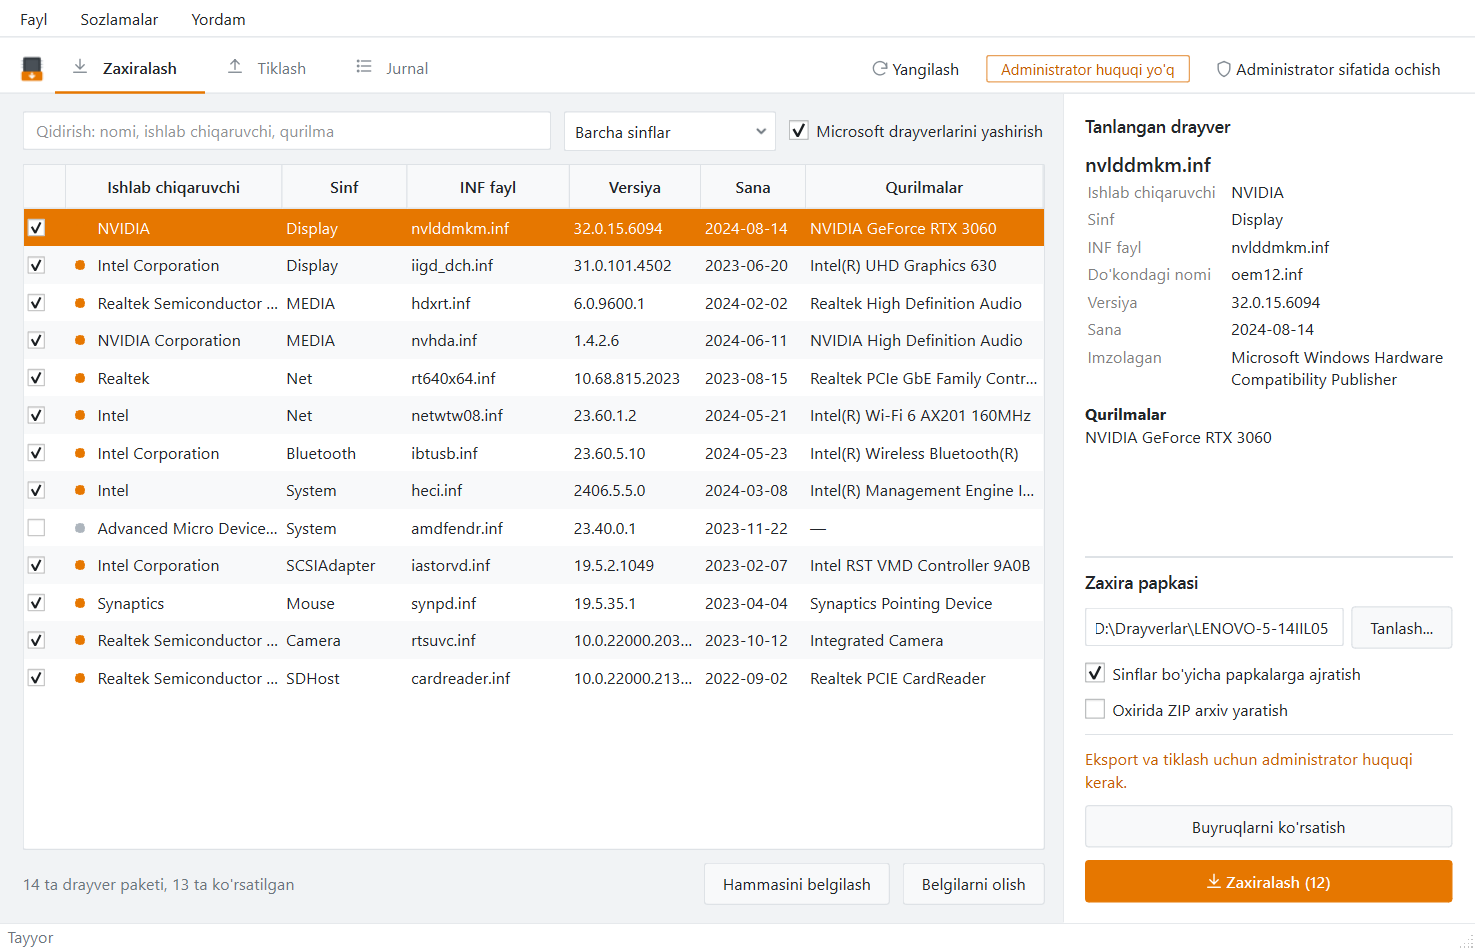 Fayl Sozlamalar Yordam
Zaxiralash Tiklash Jurnal Yangilash Administrator huquqi yo'q Administrator sifatida ochish
Qidirish: nomi, ishlab chiqaruvchi, qurilma Barcha sinflar Microsoft drayverlarini yashirish
Ishlab chiqaruvchi Sinf INF fayl Versiya Sana Qurilmalar
NVIDIA Display nvlddmkm.inf 32.0.15.6094 2024-08-14 NVIDIA GeForce RTX 3060
Intel Corporation Display iigd_dch.inf 31.0.101.4502 2023-06-20 Intel(R) UHD Graphics 630
Realtek Semiconductor ... MEDIA hdxrt.inf 6.0.9600.1 2024-02-02 Realtek High Definition Audio
NVIDIA Corporation MEDIA nvhda.inf 1.4.2.6 2024-06-11 NVIDIA High Definition Audio
Realtek Net rt640x64.inf 10.68.815.2023 2023-08-15 Realtek PCIe GbE Family Contr...
Intel Net netwtw08.inf 23.60.1.2 2024-05-21 Intel(R) Wi-Fi 6 AX201 160MHz
Intel Corporation Bluetooth ibtusb.inf 23.60.5.10 2024-05-23 Intel(R) Wireless Bluetooth(R)
Intel System heci.inf 2406.5.5.0 2024-03-08 Intel(R) Management Engine I...
Advanced Micro Device... System amdfendr.inf 23.40.0.1 2023-11-22 —
Intel Corporation SCSIAdapter iastorvd.inf 19.5.2.1049 2023-02-07 Intel RST VMD Controller 9A0B
Synaptics Mouse synpd.inf 19.5.35.1 2023-04-04 Synaptics Pointing Device
Realtek Semiconductor ... Camera rtsuvc.inf 10.0.22000.203... 2023-10-12 Integrated Camera
Realtek Semiconductor ... SDHost cardreader.inf 10.0.22000.213... 2022-09-02 Realtek PCIE CardReader
14 ta drayver paketi, 13 ta ko'rsatilgan Hammasini belgilash Belgilarni olish
Tanlangan drayver
nvlddmkm.inf
Ishlab chiqaruvchi NVIDIA
Sinf Display
INF fayl nvlddmkm.inf
Do'kondagi nomi oem12.inf
Versiya 32.0.15.6094
Sana 2024-08-14
Imzolagan Microsoft Windows Hardware
Compatibility Publisher
Qurilmalar
NVIDIA GeForce RTX 3060
Zaxira papkasi
D:\Drayverlar\LENOVO-5-14IIL05 Tanlash...
Sinflar bo'yicha papkalarga ajratish
Oxirida ZIP arxiv yaratish
Eksport va tiklash uchun administrator huquqi
kerak.
Buyruqlarni ko'rsatish
Zaxiralash (12)
Tayyor